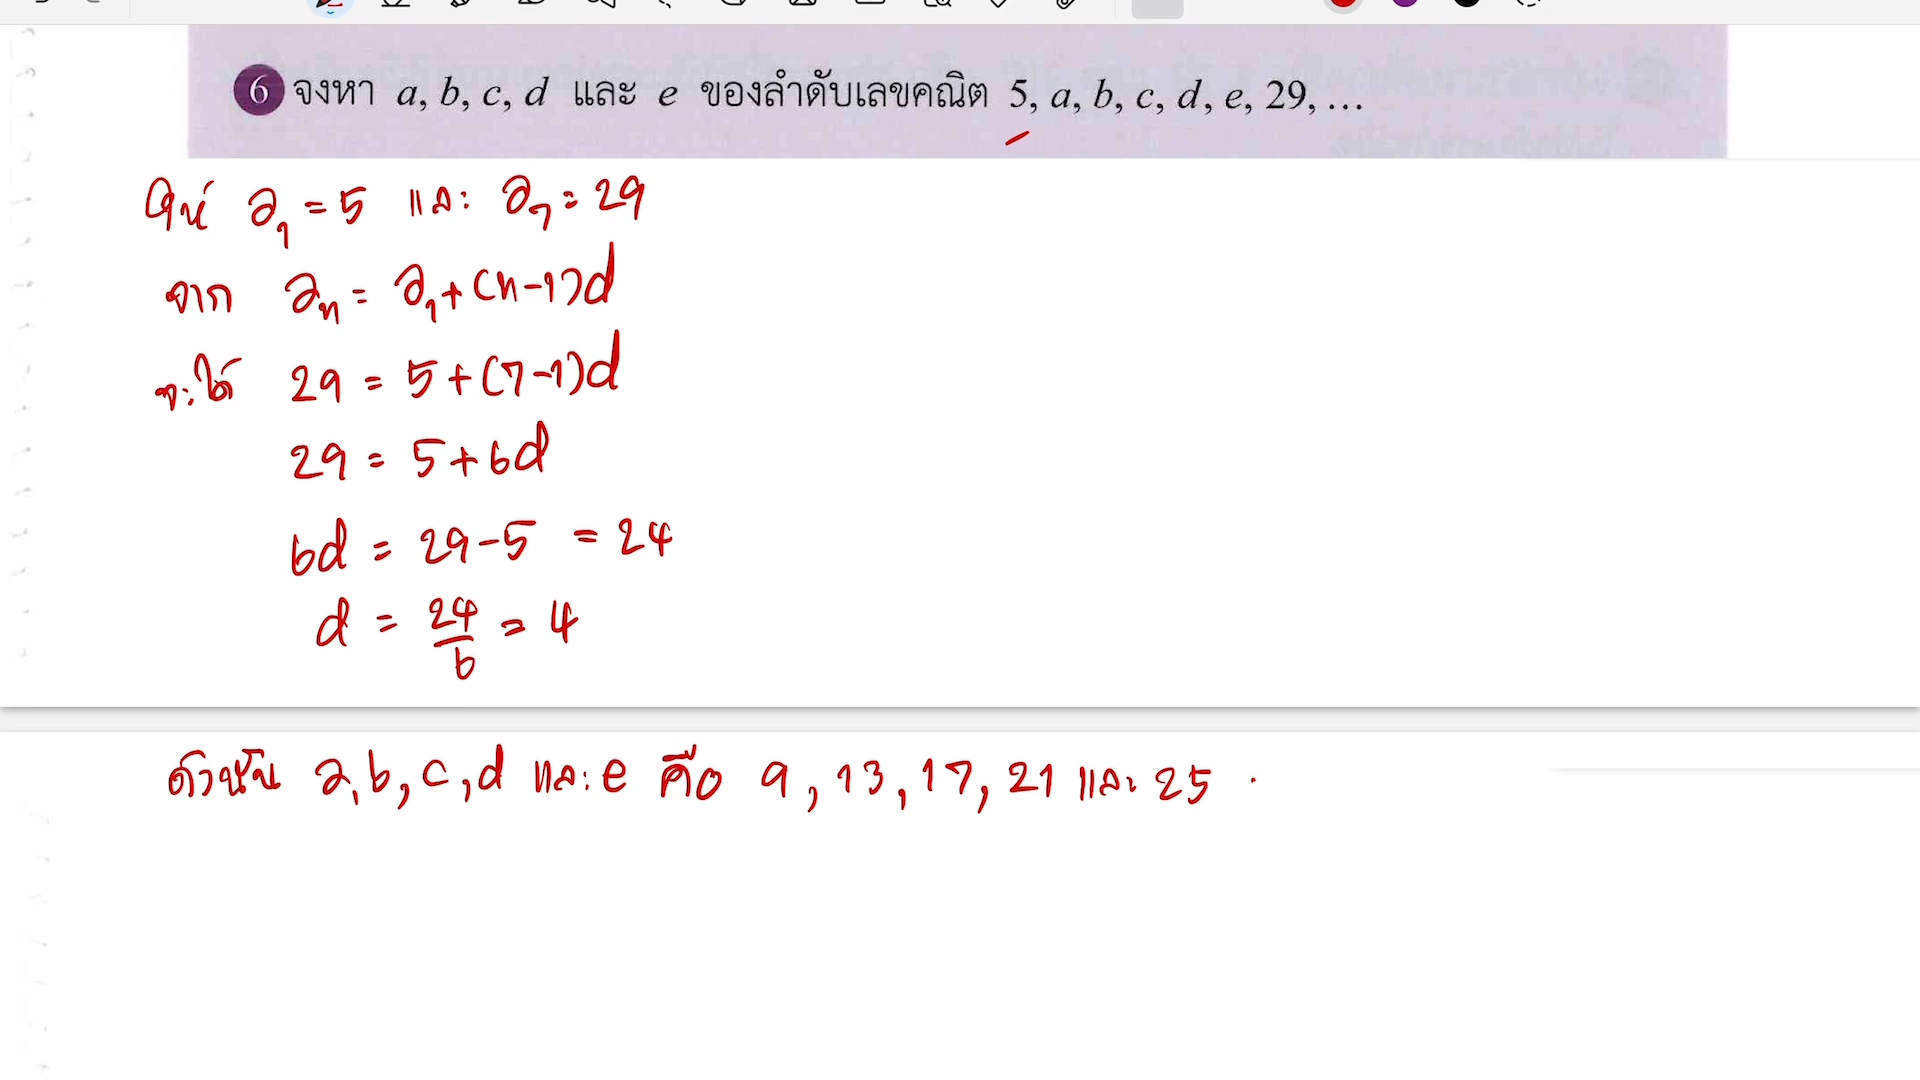 6 จงหา a, b, c, d และ e ของลำดับเลขคณิต 5, a, b, c, d, e, 29, ...
ให้ a₁ = 5 และ a₇ = 29
จาก aₙ = a₁ + (n-1)d
จะได้ 29 = 5 + (7-1)d
29 = 5 + 6d
6d = 29 - 5 = 24
d = 24/6 = 4
ดังนั้น a, b, c, d และ e คือ 9, 13, 17, 21 และ 25